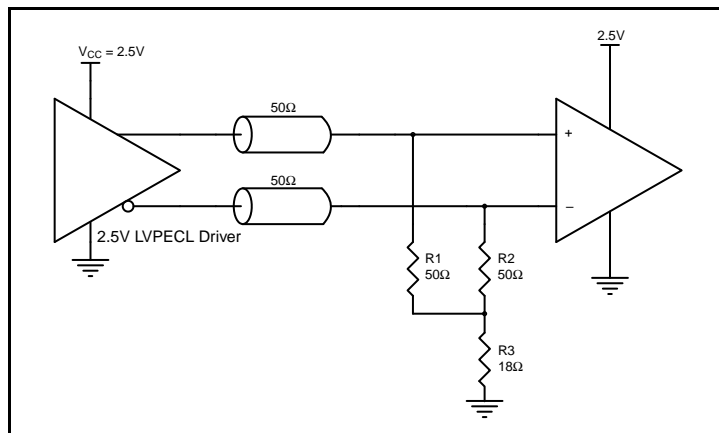 V_CC = 2.5V
2.5V
50Ω
+
50Ω
–
2.5V LVPECL Driver
R1
50Ω
R2
50Ω
R3
18Ω